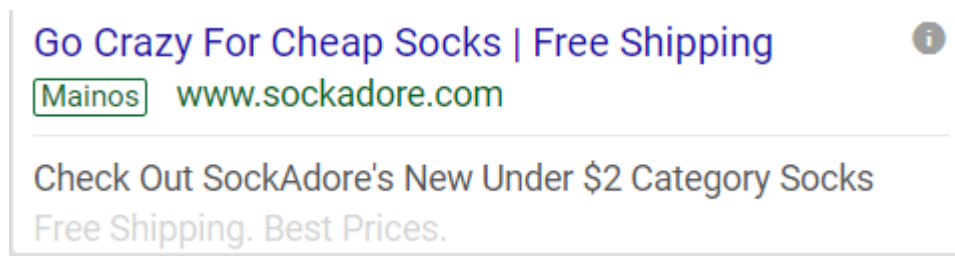 Go Crazy For Cheap Socks | Free Shipping
Mainos www.sockadore.com
Check Out SockAdore's New Under $2 Category Socks
Free Shipping. Best Prices.